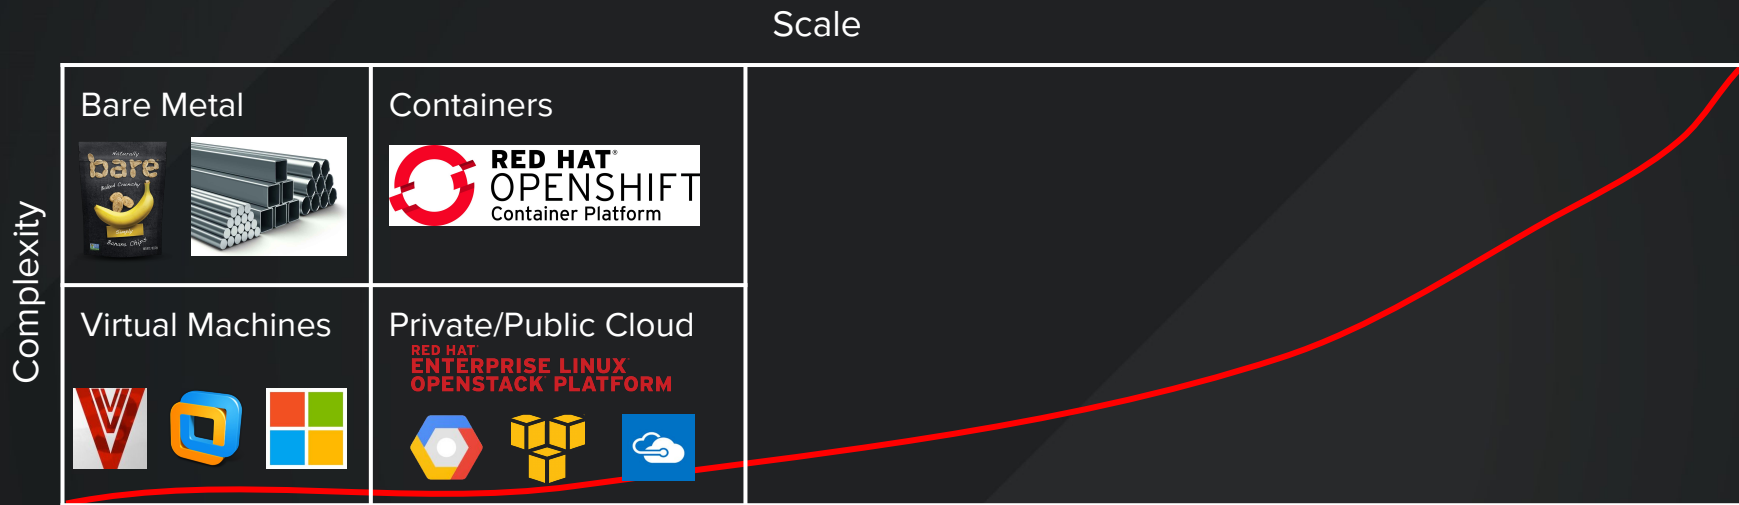 Scale
Complexity
Bare Metal
Naturally
bare
Baked Crunchy
Simple
Banana Chips
Containers
RED HAT®
OPENSHIFT
Container Platform
Virtual Machines
Private/Public Cloud
RED HAT
ENTERPRISE LINUX
OPENSTACK PLATFORM